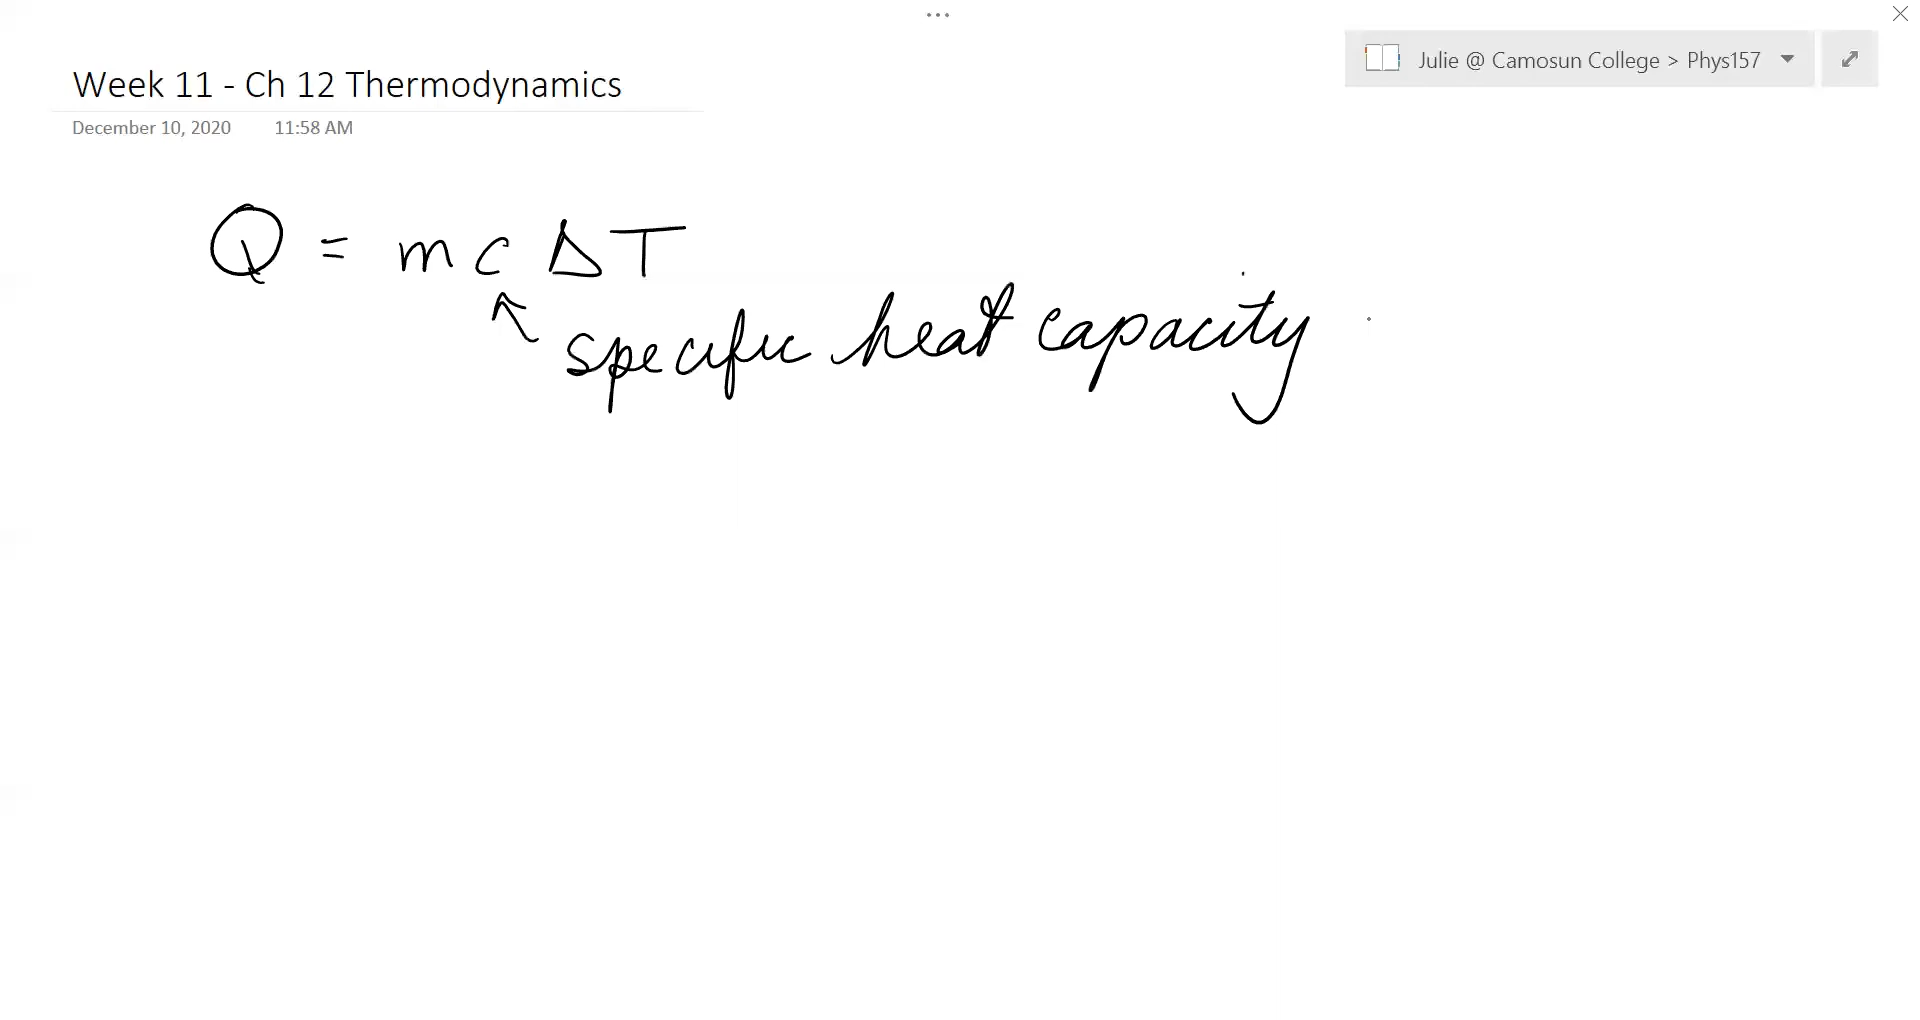 Julie @ Camosun College > Phys157
Week 11 - Ch 12 Thermodynamics
December 10, 2020 11:58 AM
Q = mcΔT
specific heat capacity